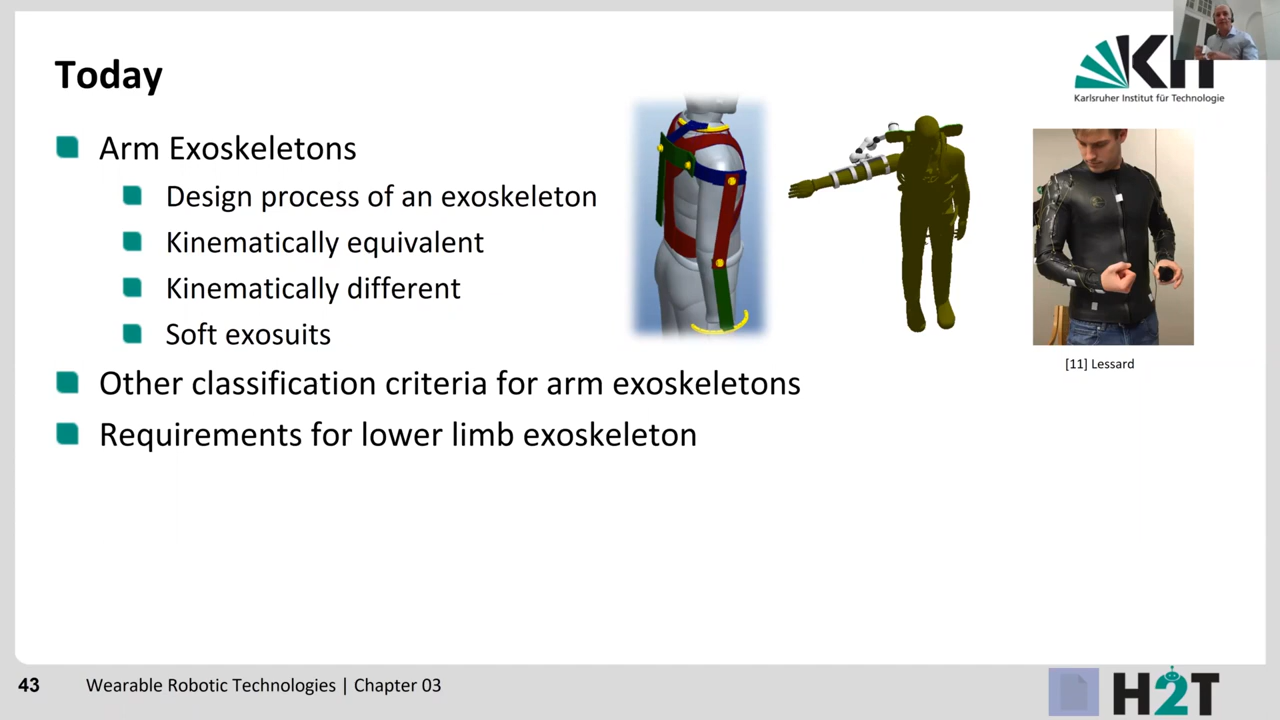 Today
Arm Exoskeletons
Design process of an exoskeleton
Kinematically equivalent
Kinematically different
Soft exosuits
Other classification criteria for arm exoskeletons
Requirements for lower limb exoskeleton
KIT
Karlsruher Institut für Technologie
[11] Lessard
43
Wearable Robotic Technologies | Chapter 03
H2T